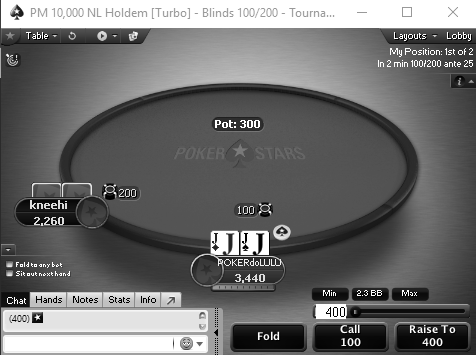 PM 10,000 NL Holdem [Turbo] - Blinds 100/200 - Tourna...
Table
Layouts
Lobby
My Position: 1st of 2
In 2 min 100/200 ante 25
i
Pot: 300
POKER STARS
200
kneehi
2,260
100
J J
POKERdoLULU
3,440
Fold to any bet
Sit out next hand
Chat Hands Notes Stats Info
Min 2.3 BB Max
(400)
400
Fold
Call
100
Raise To
400